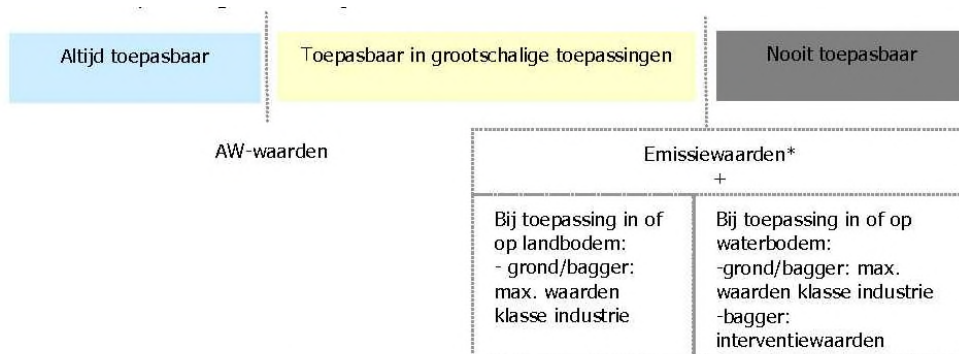 Altijd toepasbaar
Toepasbaar in grootschalige toepassingen
Nooit toepasbaar
AW-waarden
Emissiewaarden*
+
Bij toepassing in of
op landbodem:
- grond/bagger:
max. waarden
klasse industrie
Bij toepassing in of op
waterbodem:
-grond/bagger: max.
waarden klasse industrie
-bagger:
interventiewaarden